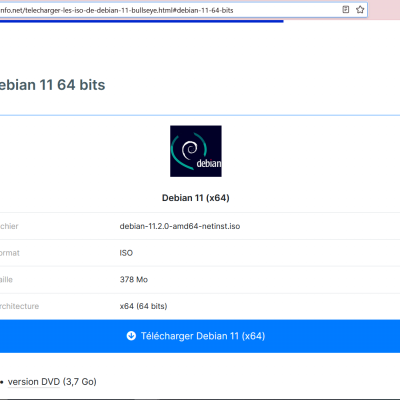 nfo.net/telecharger-les-iso-de-debian-11-bullseye.html#debian-11-64-bits
ebian 11 64 bits
debian
Debian 11 (x64)
chier debian-11.2.0-amd64-netinst.iso
ormat ISO
aille 378 Mo
rchitecture x64 (64 bits)
Télécharger Debian 11 (x64)
• version DVD (3,7 Go)